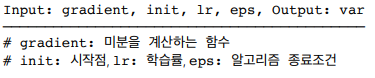 Input: gradient, init, lr, eps, Output: var
# gradient: 미분을 계산하는 함수
# init: 시작점, lr: 학습률, eps: 알고리즘 종료조건